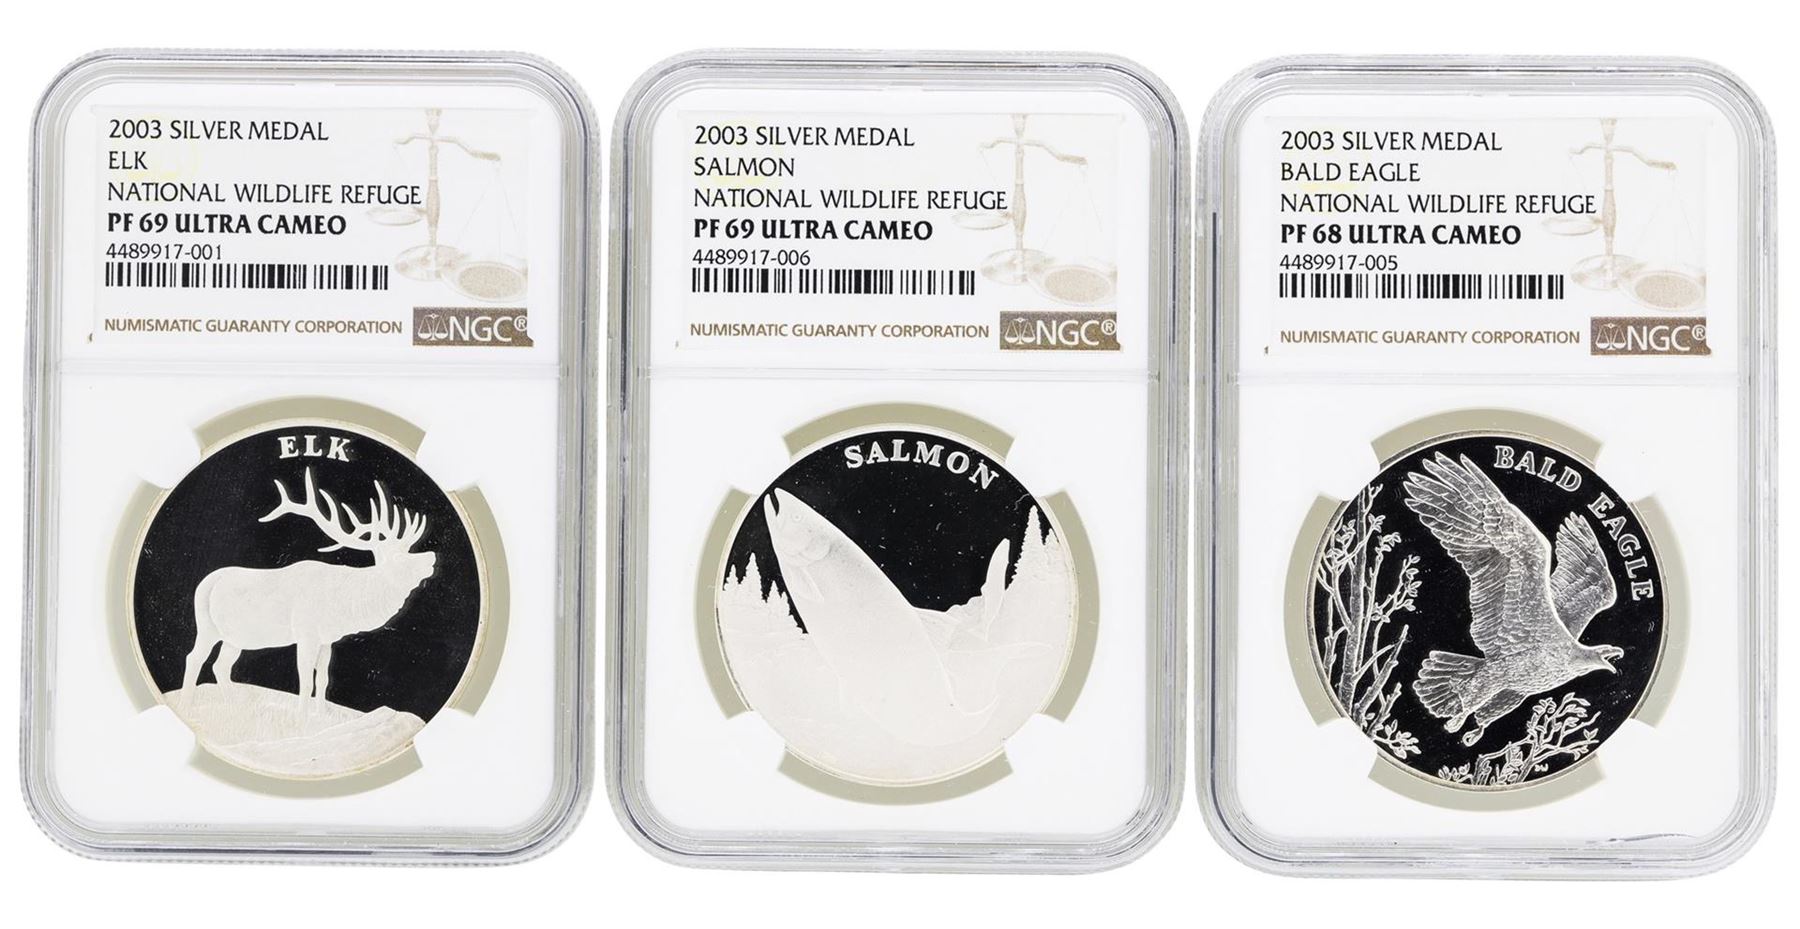 2003 SILVER MEDAL
ELK
NATIONAL WILDLIFE REFUGE
PF 69 ULTRA CAMEO
4489917-001
NUMISMATIC GUARANTY CORPORATION
NGC®
ELK
2003 SILVER MEDAL
SALMON
NATIONAL WILDLIFE REFUGE
PF 69 ULTRA CAMEO
4489917-006
NUMISMATIC GUARANTY CORPORATION
NGC®
SALMON
2003 SILVER MEDAL
BALD EAGLE
NATIONAL WILDLIFE REFUGE
PF 68 ULTRA CAMEO
4489917-005
NUMISMATIC GUARANTY CORPORATION
NGC®
BALD EAGLE